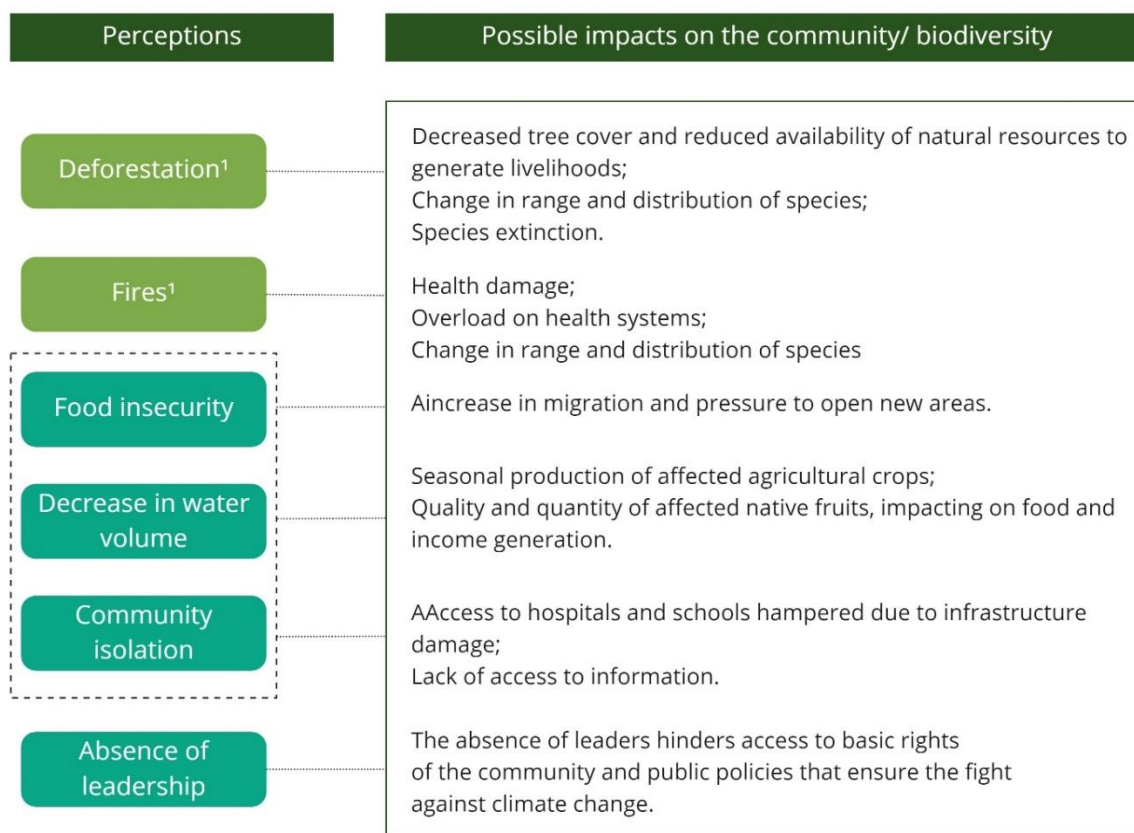 Perceptions
Possible impacts on the community/ biodiversity
Deforestation¹
Decreased tree cover and reduced availability of natural resources to
generate livelihoods;
Change in range and distribution of species;
Species extinction.
Fires¹
Health damage;
Overload on health systems;
Change in range and distribution of species
Food insecurity
Aincrease in migration and pressure to open new areas.
Decrease in water
volume
Seasonal production of affected agricultural crops;
Quality and quantity of affected native fruits, impacting on food and
income generation.
Community
isolation
AAccess to hospitals and schools hampered due to infrastructure
damage;
Lack of access to information.
Absence of
leadership
The absence of leaders hinders access to basic rights
of the community and public policies that ensure the fight
against climate change.